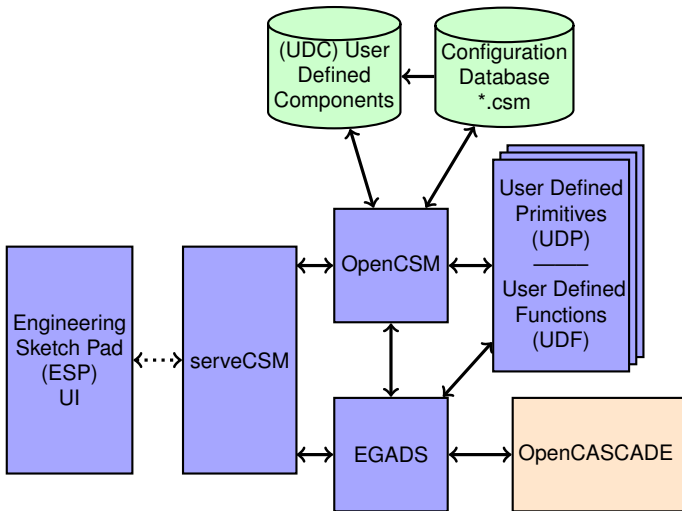 (UDC) User
Defined
Components
Configuration
Database
*.csm
User Defined
Primitives
(UDP)
User Defined
Functions
(UDF)
OpenCSM
Engineering
Sketch Pad
(ESP)
UI
serveCSM
EGADS
OpenCASCADE